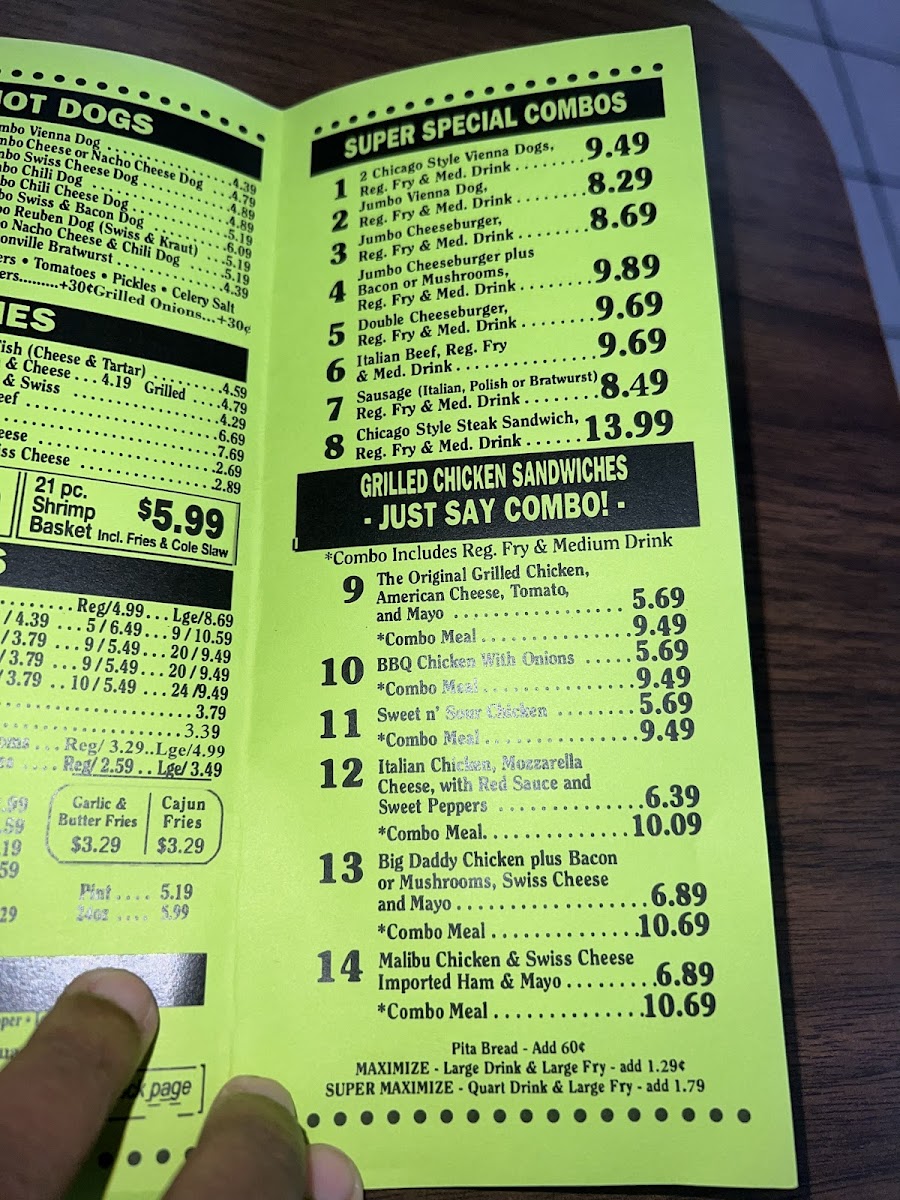 HOT DOGS
Vienna Dog ........ 4.39
Cheese or Nacho Cheese Dog .... 4.79
Swiss Cheese Dog ........ 4.89
Chili Dog ........ 4.89
Chili Cheese Dog ........ 5.19
Swiss & Bacon Dog ........ 6.09
Reuben Dog (Swiss & Kraut) .... 5.19
Nacho Cheese & Chili Dog ..... 5.19
Bratwurst ........ 4.39
• Tomatoes • Pickles • Celery Salt
.........+30¢ Grilled Onions...+30¢
(Cheese & Tartar) ........ 4.59
& Cheese ... 4.19 Grilled .... 4.79
& Swiss ........ 4.29
........ 6.69
........ 7.69
........ 2.69
Cheese ........ 2.89
21 pc.
Shrimp
Basket Incl. Fries & Cole Slaw
$5.99
........ Reg/4.99...Lge/8.69
/4.39 ...5/6.49...9/10.59
/3.79 ...9/5.49...20/9.49
/3.79 ...9/5.49...20/9.49
/3.79 ..10/5.49 ...24/9.49
........ 3.79
........ 3.39
... Reg/ 3.29..Lge/4.99
.... Reg/ 2.59 .. Lge/ 3.49
Garlic &
Butter Fries
$3.29
Cajun
Fries
$3.29
Pint .... 5.19
24oz .... 5.99
page
SUPER SPECIAL COMBOS
1 2 Chicago Style Vienna Dogs,
Reg. Fry & Med. Drink ........ 9.49
2 Jumbo Vienna Dog,
Reg. Fry & Med. Drink ........ 8.29
3 Jumbo Cheeseburger,
Reg. Fry & Med. Drink ........ 8.69
4 Jumbo Cheeseburger plus
Bacon or Mushrooms,
Reg. Fry & Med. Drink ........ 9.89
5 Double Cheeseburger,
Reg. Fry & Med. Drink ........ 9.69
6 Italian Beef, Reg. Fry
& Med. Drink ........ 9.69
7 Sausage (Italian, Polish or Bratwurst)
Reg. Fry & Med. Drink ........ 8.49
8 Chicago Style Steak Sandwich,
Reg. Fry & Med. Drink ...... 13.99
GRILLED CHICKEN SANDWICHES
- JUST SAY COMBO! -
*Combo Includes Reg. Fry & Medium Drink
9 The Original Grilled Chicken,
American Cheese, Tomato,
and Mayo ........ 5.69
*Combo Meal ........ 9.49
10 BBQ Chicken With Onions ..... 5.69
*Combo Meal ........ 9.49
11 Sweet n' Sour Chicken ........ 5.69
*Combo Meal ........ 9.49
12 Italian Chicken, Mozzarella
Cheese, with Red Sauce and
Sweet Peppers ........ 6.39
*Combo Meal ........ 10.09
13 Big Daddy Chicken plus Bacon
or Mushrooms, Swiss Cheese
and Mayo ........ 6.89
*Combo Meal ........ 10.69
14 Malibu Chicken & Swiss Cheese
Imported Ham & Mayo ........ 6.89
*Combo Meal ........ 10.69
Pita Bread - Add 60¢
MAXIMIZE - Large Drink & Large Fry - add 1.29¢
SUPER MAXIMIZE - Quart Drink & Large Fry - add 1.79